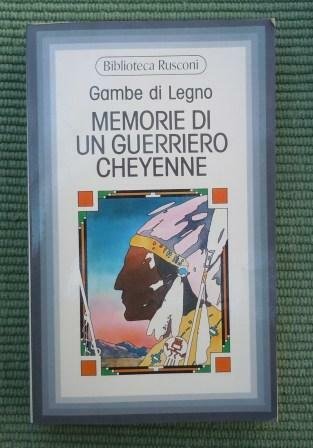 Biblioteca Rusconi
Gambe di Legno
MEMORIE DI
UN GUERRIERO
CHEYENNE